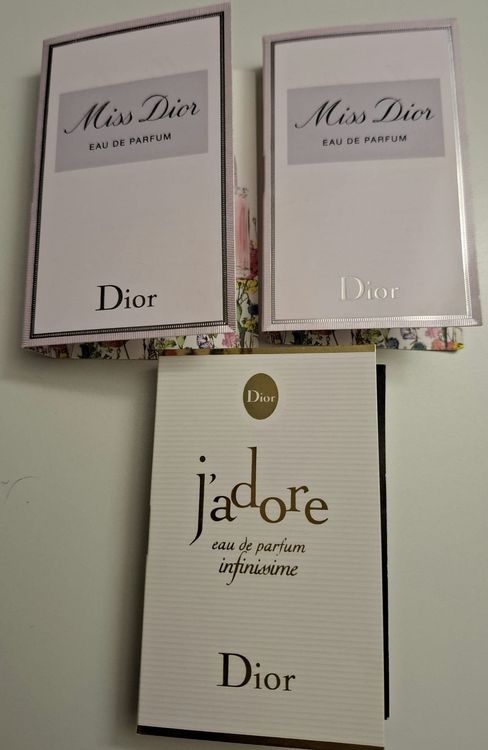 Miss Dior
EAU DE PARFUM
Dior
Miss Dior
EAU DE PARFUM
Dior
Dior
j'adore
eau de parfum
infinissime
Dior